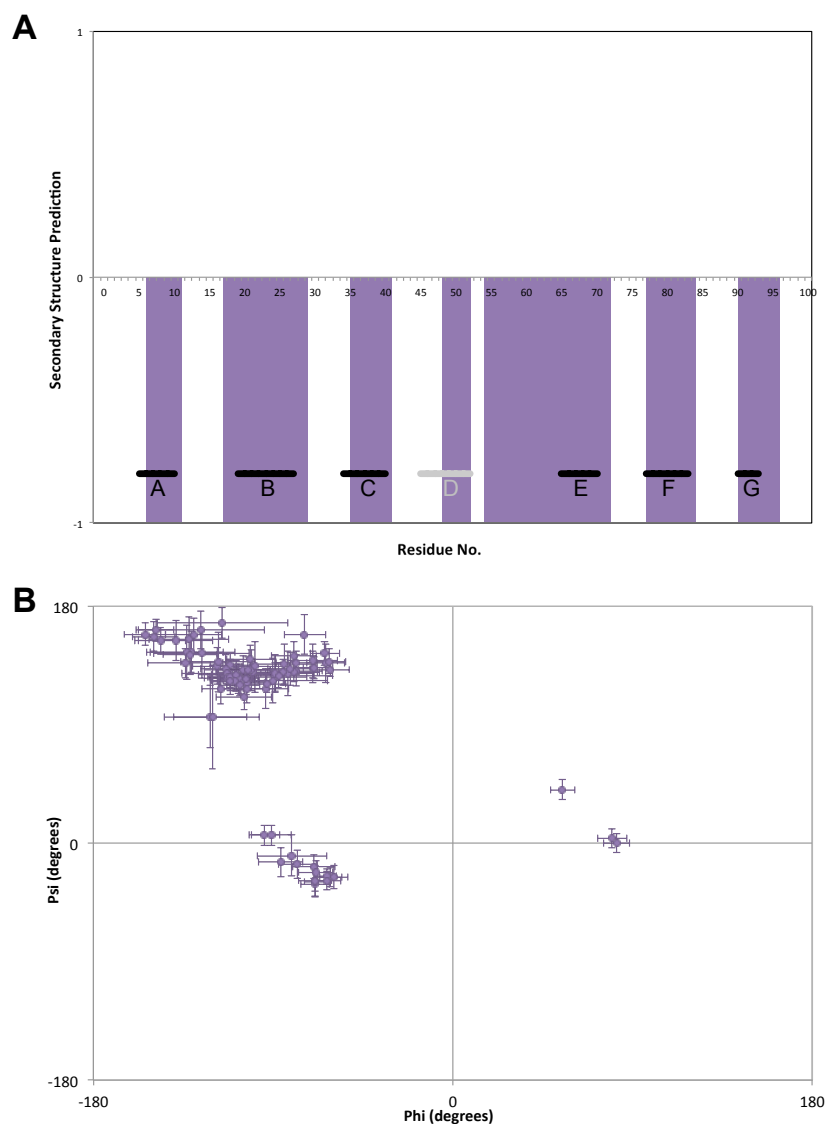 A
1
Secondary Structure Prediction
0
0 5 10 15 20 25 30 35 40 45 50 55 60 65 70 75 80 85 90 95 100
A B C D E F G
-1
Residue No.
B
180
Psi (degrees)
0
-180
-180 0 180
Phi (degrees)